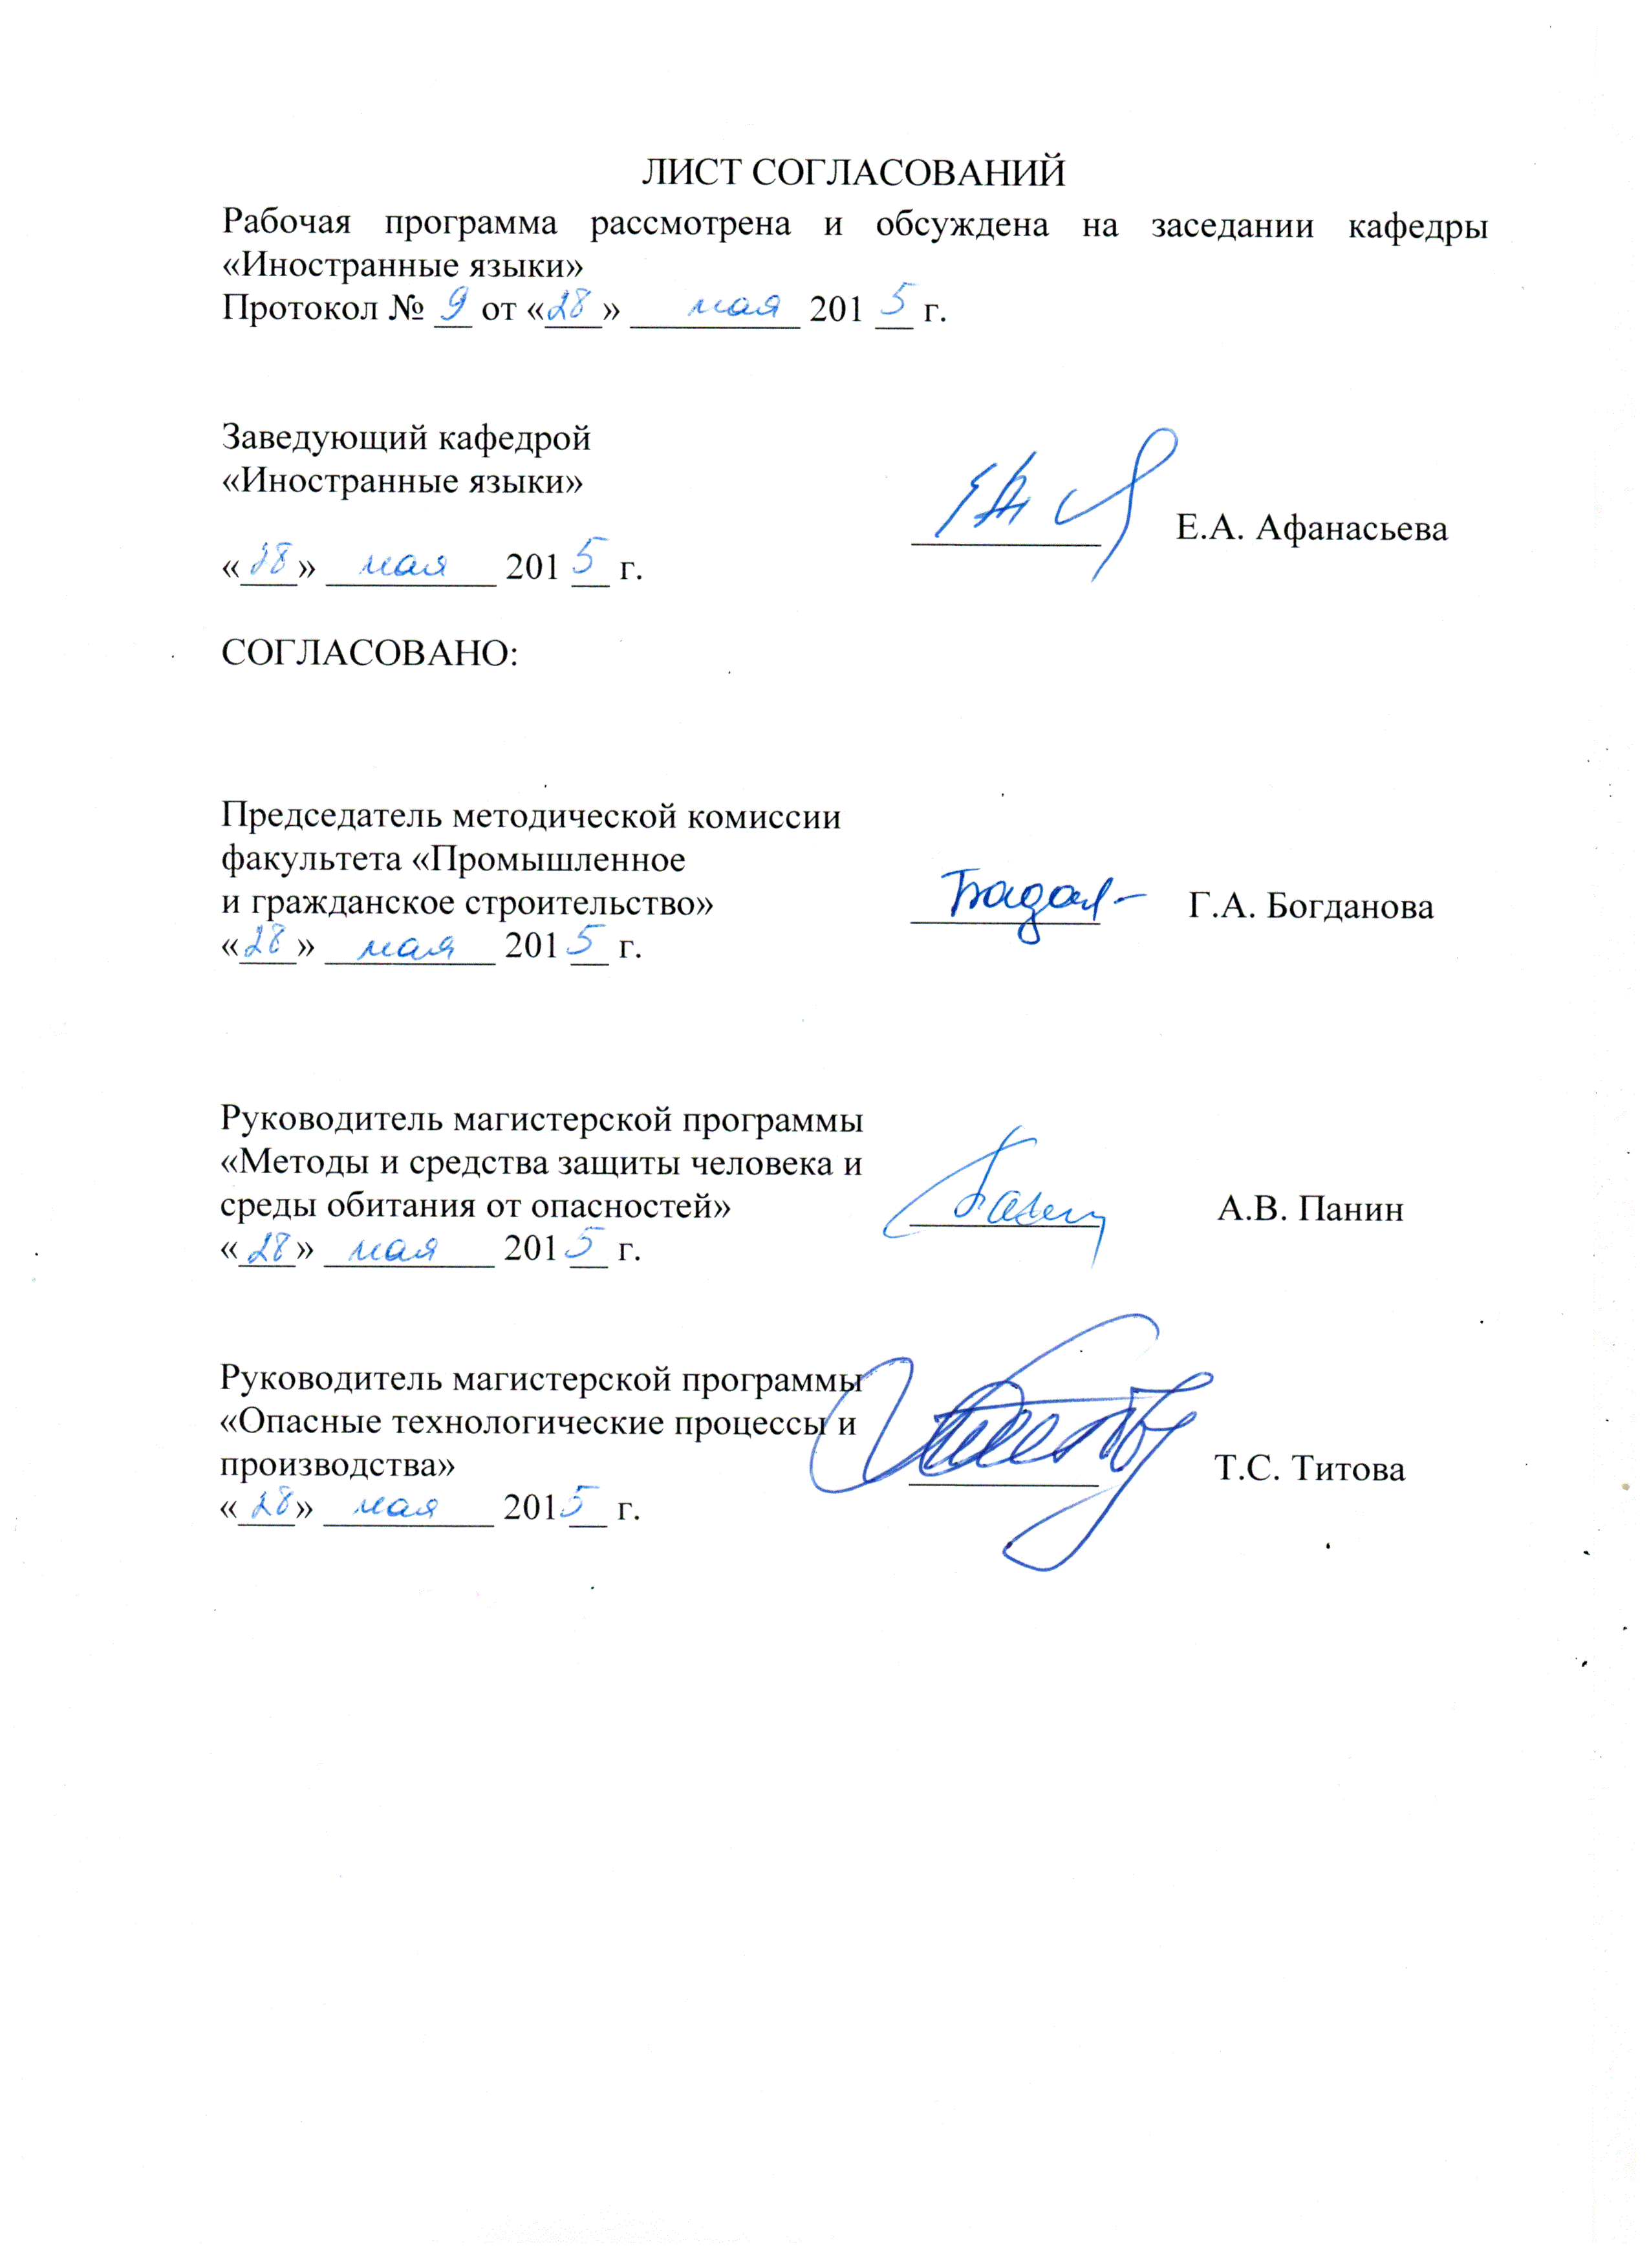 ЛИСТ СОГЛАСОВАНИЙ
Рабочая программа рассмотрена и обсуждена на заседании кафедры
«Иностранные языки»
Протокол № 9 от «28» мая 2015 г.
Заведующий кафедрой
«Иностранные языки»
Е.А. Афанасьева
«28» мая 2015 г.
СОГЛАСОВАНО:
Председатель методической комиссии
факультета «Промышленное
и гражданское строительство» Г.А. Богданова
«28» мая 2015 г.
Руководитель магистерской программы
«Методы и средства защиты человека и
среды обитания от опасностей» А.В. Панин
«28» мая 2015 г.
Руководитель магистерской программы
«Опасные технологические процессы и
производства» Т.С. Титова
«28» мая 2015 г.